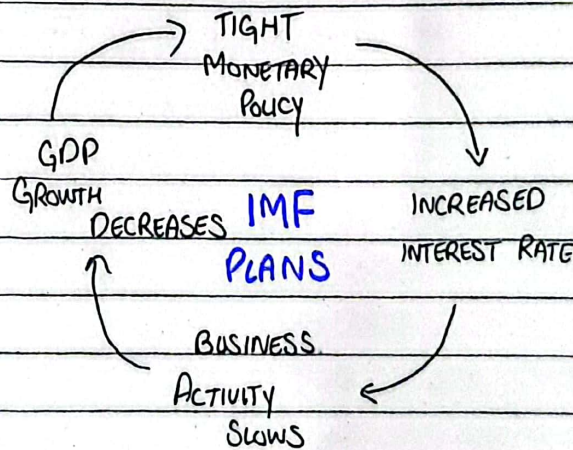 TIGHT
MONETARY
POLICY
INCREASED
INTEREST RATE
BUSINESS
ACTIVITY
SLOWS
GDP
GROWTH
DECREASES
IMF
PLANS